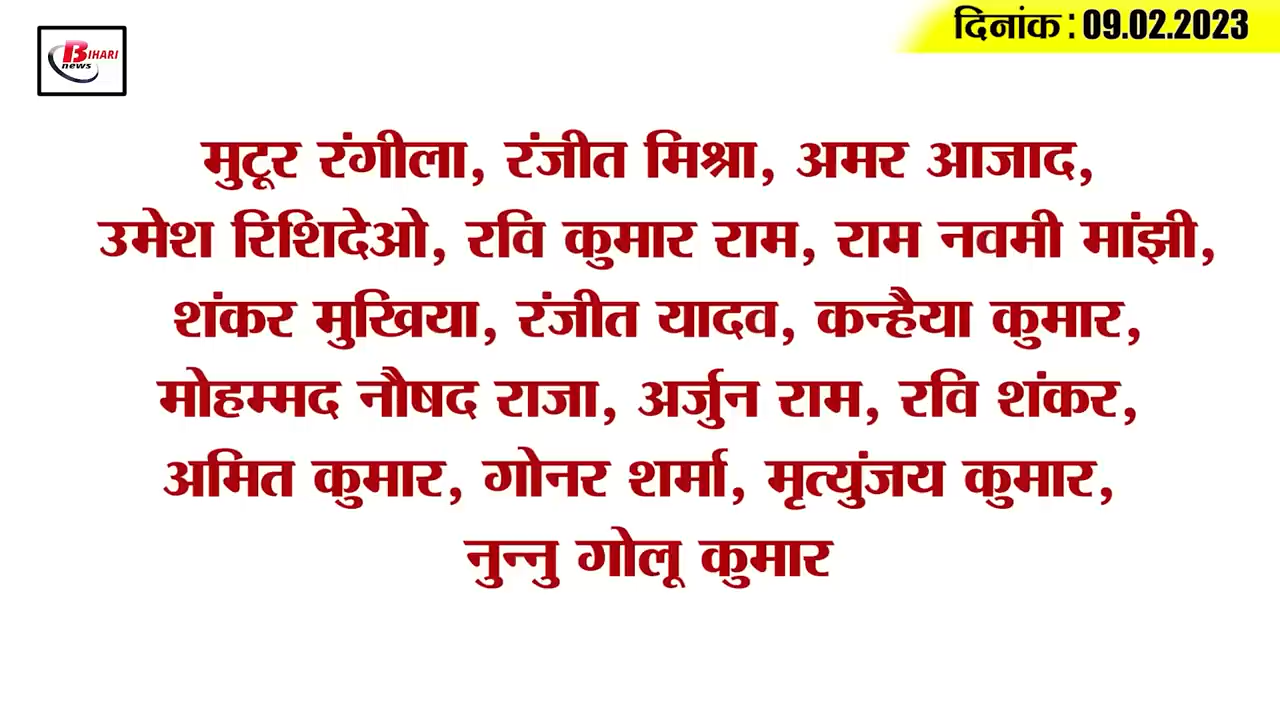 BIHARI
news
दिनांक : 09.02.2023
मुटूर रंगीला, रंजीत मिश्रा, अमर आजाद,
उमेश रिशिदेओ, रवि कुमार राम, राम नवमी मांझी,
शंकर मुखिया, रंजीत यादव, कन्हैया कुमार,
मोहम्मद नौषद राजा, अर्जुन राम, रवि शंकर,
अमित कुमार, गोनर शर्मा, मृत्युंजय कुमार,
नुन्नु गोलू कुमार